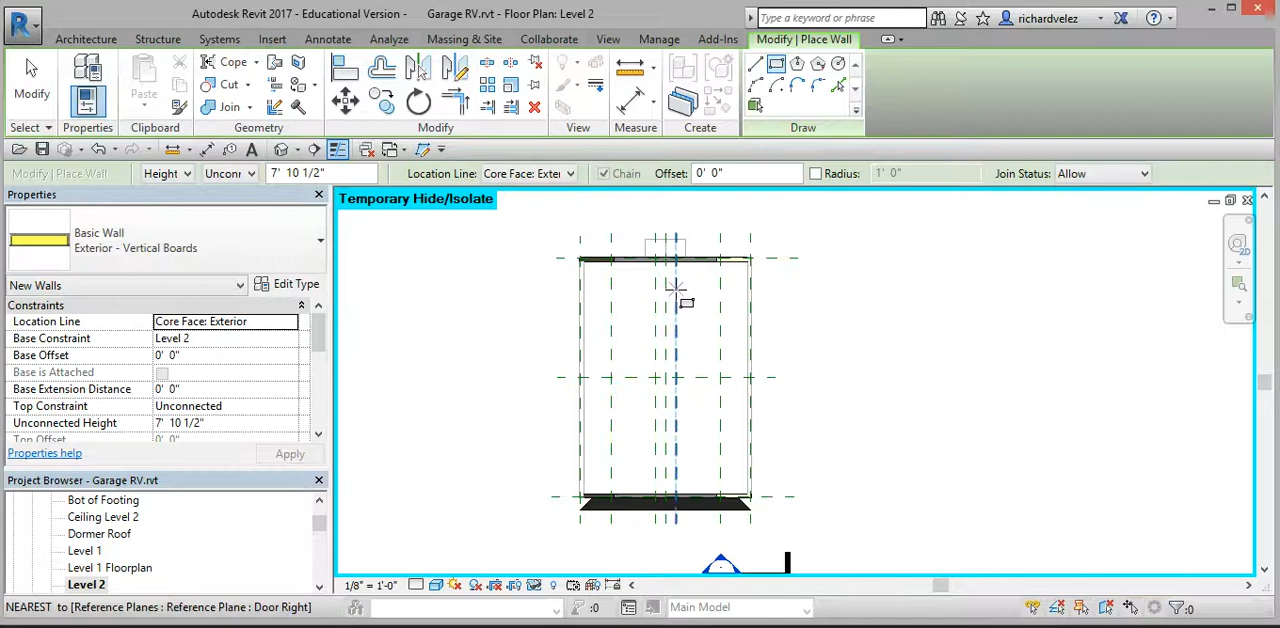 Autodesk Revit 2017 - Educational Version - Garage RV.rvt - Floor Plan: Level 2
Type a keyword or phrase
richardvelez
R
Architecture Structure Systems Insert Annotate Analyze Massing & Site Collaborate View Manage Add-Ins Modify | Place Wall
Modify
Paste
Cope
Cut
Join
Select Properties Clipboard Geometry Modify View Measure Create Draw
Modify | Place Wall Height Unconr 7' 10 1/2" Location Line: Core Face: Exter Chain Offset: 0' 0" Radius: 1' 0" Join Status: Allow
Properties
Temporary Hide/Isolate
Basic Wall
Exterior - Vertical Boards
2D
New Walls Edit Type
Constraints
Location Line Core Face: Exterior
Base Constraint Level 2
Base Offset 0' 0"
Base is Attached
Base Extension Distance 0' 0"
Top Constraint Unconnected
Unconnected Height 7' 10 1/2"
Top Offset 0' 0"
Properties help Apply
Project Browser - Garage RV.rvt
Bot of Footing
Ceiling Level 2
Dormer Roof
Level 1
Level 1 Floorplan
Level 2
1/8" = 1'-0"
NEAREST to [Reference Planes : Reference Plane : Door Right]
:0 Main Model :0